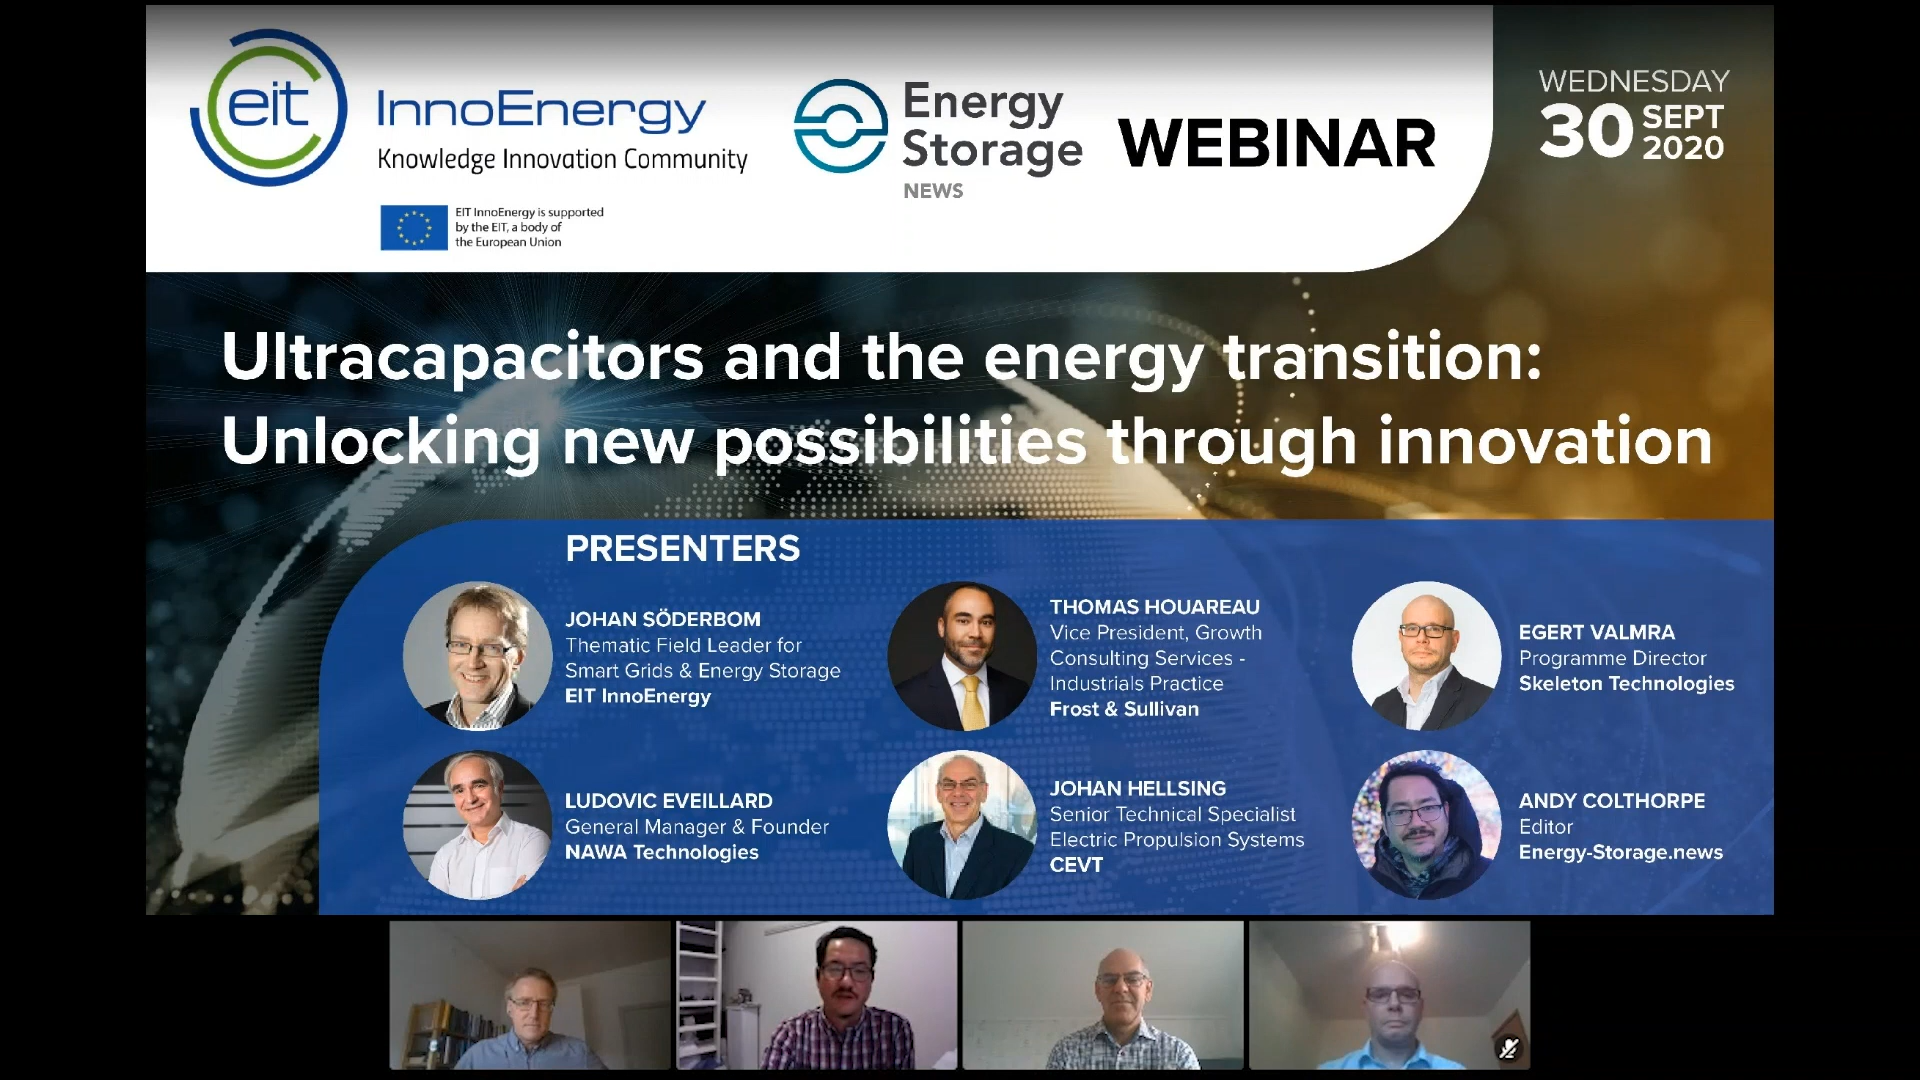 eit
InnoEnergy
Knowledge Innovation Community
EIT InnoEnergy is supported
by the EIT, a body of
the European Union
Energy
Storage
NEWS
WEBINAR
WEDNESDAY
30 SEPT
2020
Ultracapacitors and the energy transition:
Unlocking new possibilities through innovation
PRESENTERS
JOHAN SÖDERBOM
Thematic Field Leader for
Smart Grids & Energy Storage
EIT InnoEnergy
THOMAS HOUAREAU
Vice President, Growth
Consulting Services -
Industrials Practice
Frost & Sullivan
EGERT VALMRA
Programme Director
Skeleton Technologies
LUDOVIC EVEILLARD
General Manager & Founder
NAWA Technologies
JOHAN HELLSING
Senior Technical Specialist
Electric Propulsion Systems
CEVT
ANDY COLTHORPE
Editor
Energy-Storage.news